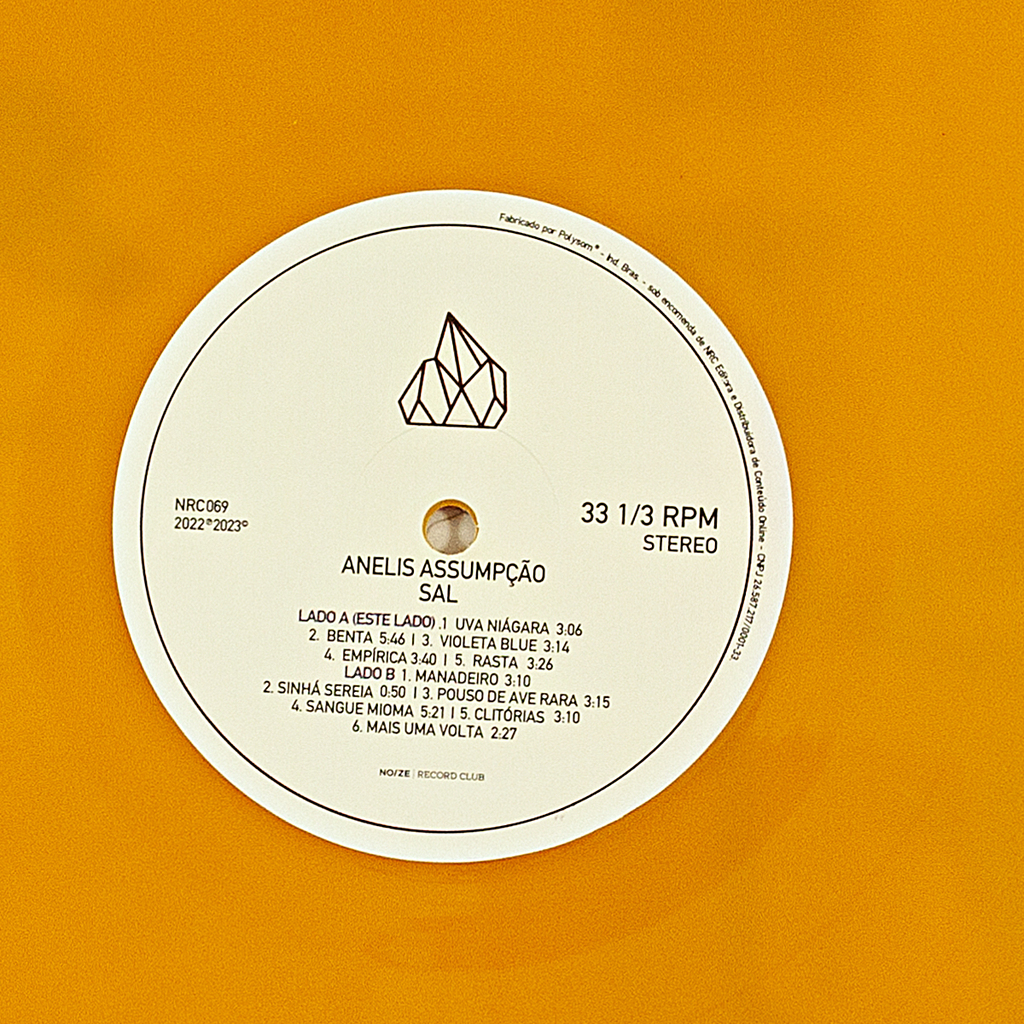 Fabricado por Polysom® - Ind. Bras. - sob encomenda de NRC Editora e Distribuidora de Conteúdo Online - CNPJ 26.587.217/0001-33.
NRC069
2022℗2023©
33 1/3 RPM
STEREO
ANELIS ASSUMPÇÃO
SAL
LADO A (ESTE LADO) .1 UVA NIÁGARA 3:06
2. BENTA 5:46 | 3. VIOLETA BLUE 3:14
4. EMPÍRICA 3:40 | 5. RASTA 3:26
LADO B 1. MANADEIRO 3:10
2. SINHÁ SEREIA 0:50 | 3. POUSO DE AVE RARA 3:15
4. SANGUE MIOMA 5:21 | 5. CLITÓRIAS 3:10
6. MAIS UMA VOLTA 2:27
NO/ZE | RECORD CLUB